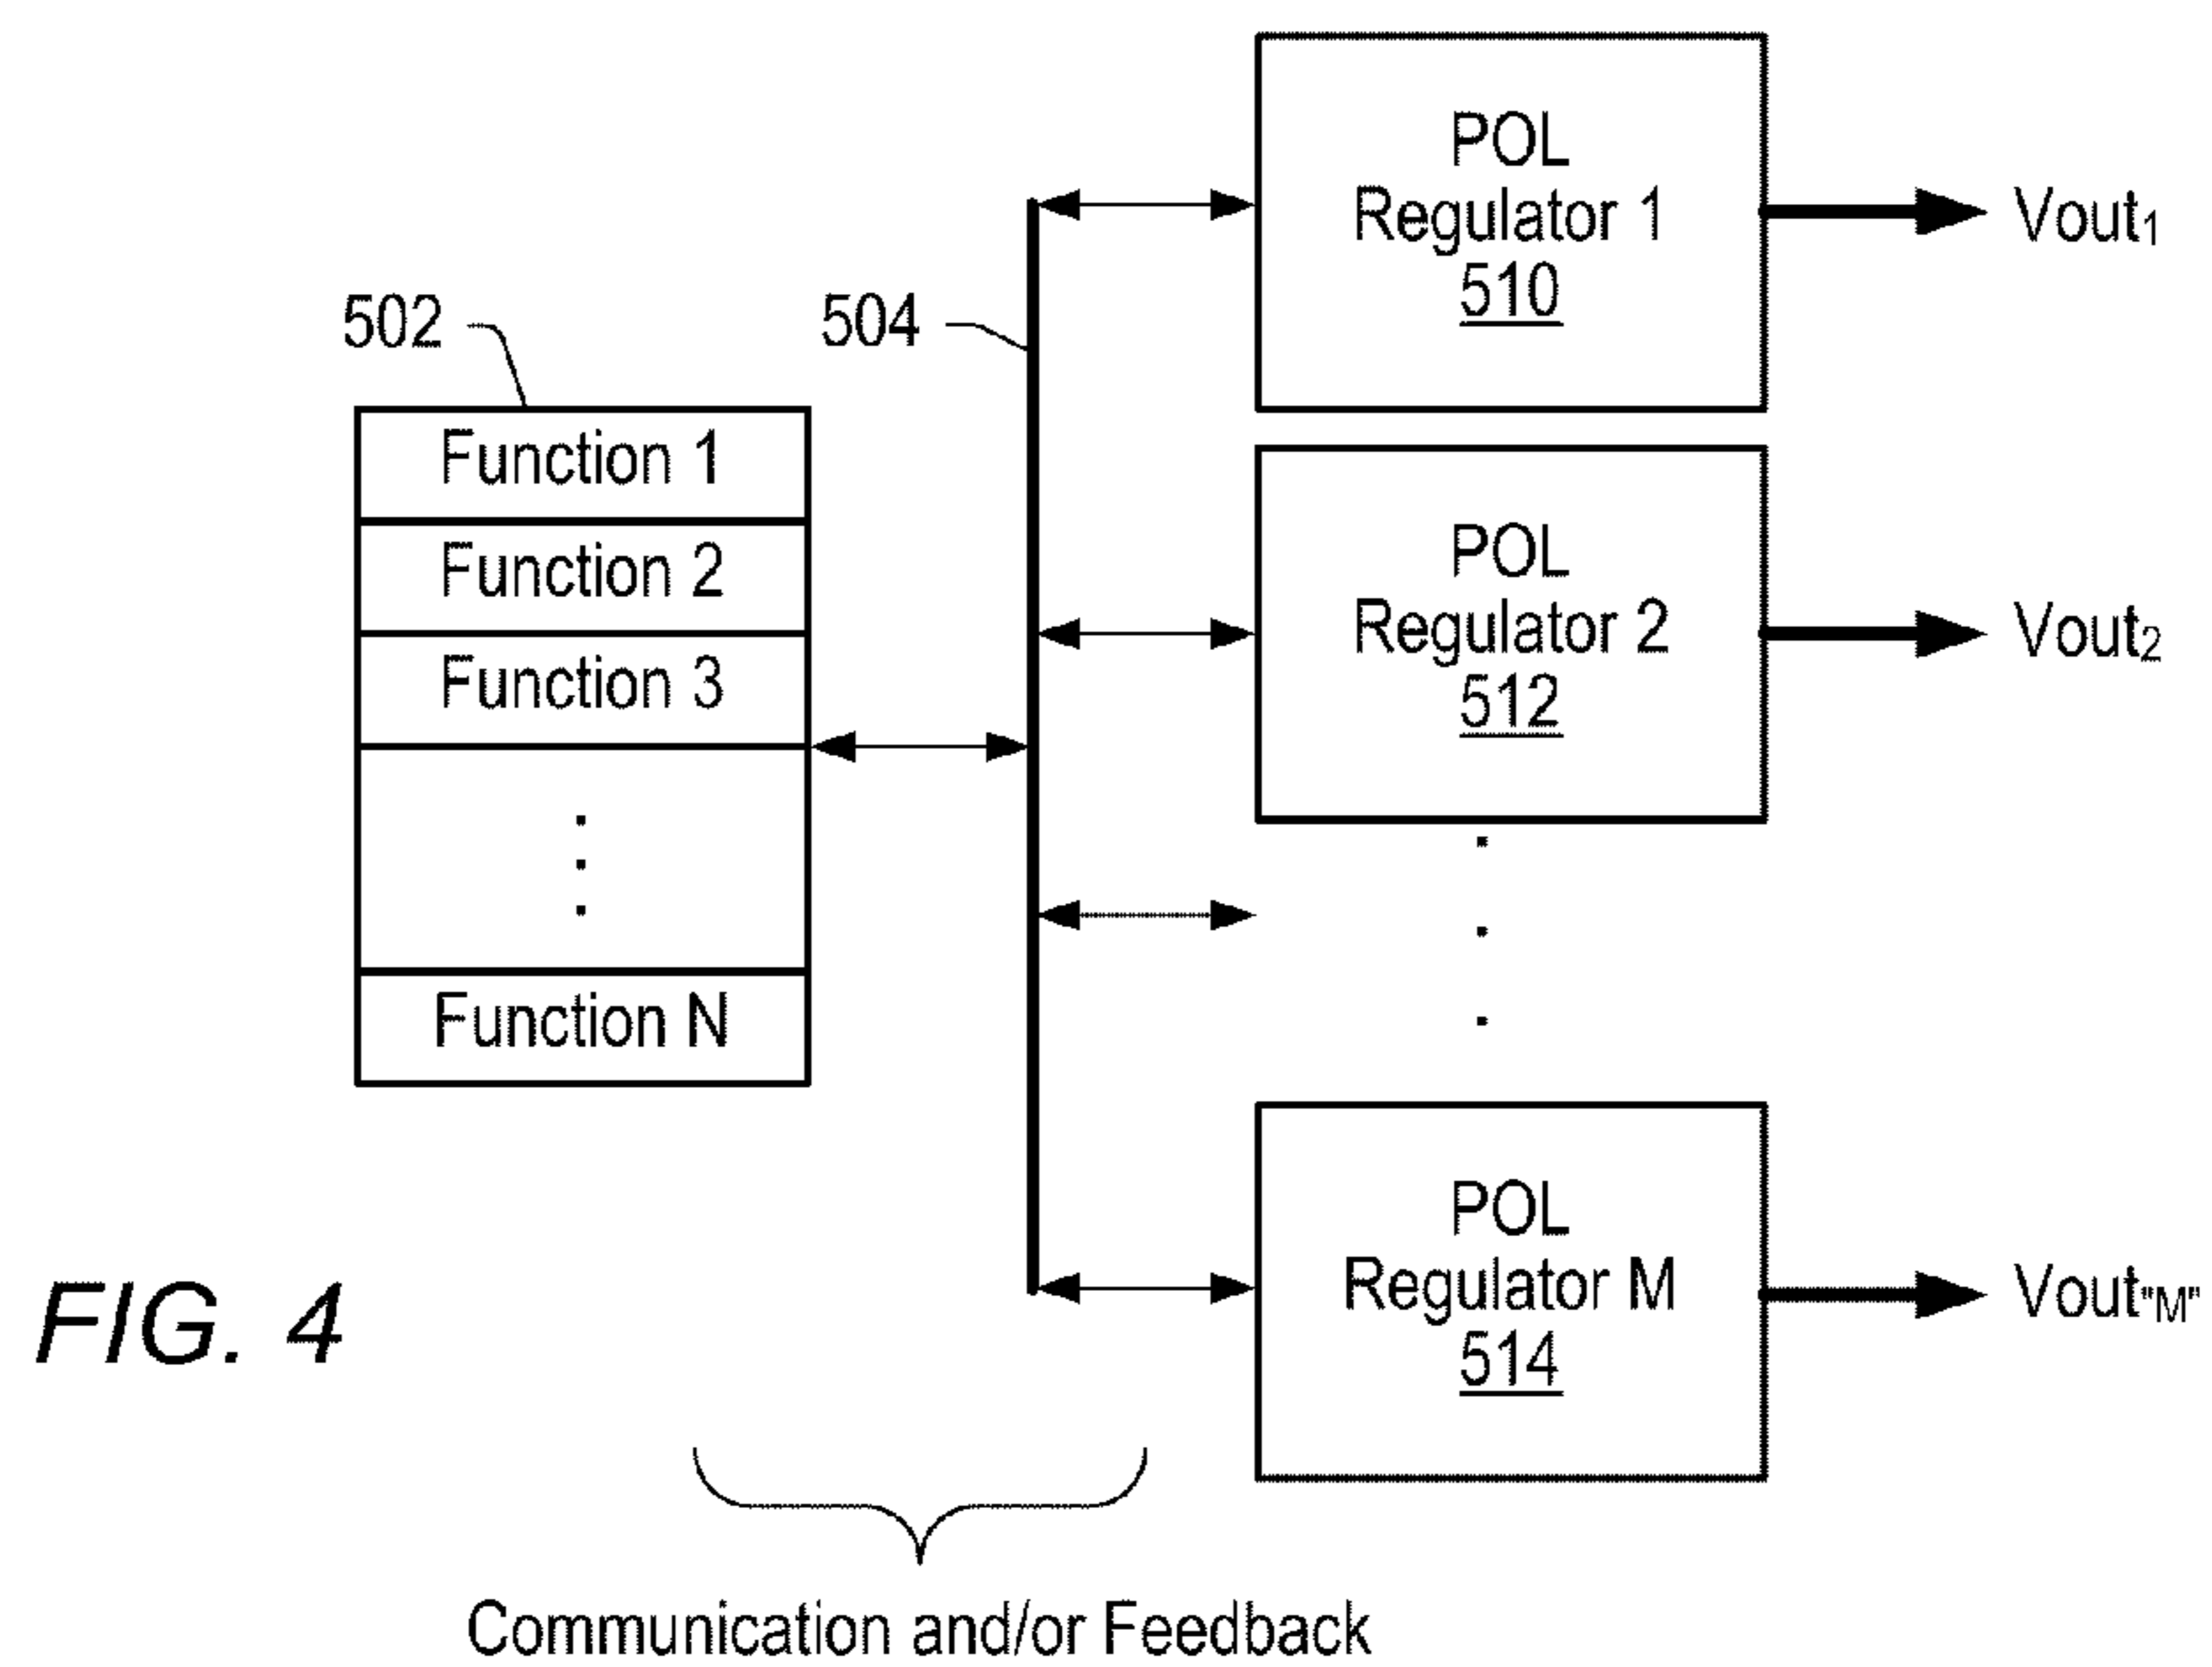 502
Function 1
Function 2
Function 3
Function N
504
POL
Regulator 1
510
Vout1
POL
Regulator 2
512
Vout2
POL
Regulator M
514
Vout"M"
Communication and/or Feedback
FIG. 4